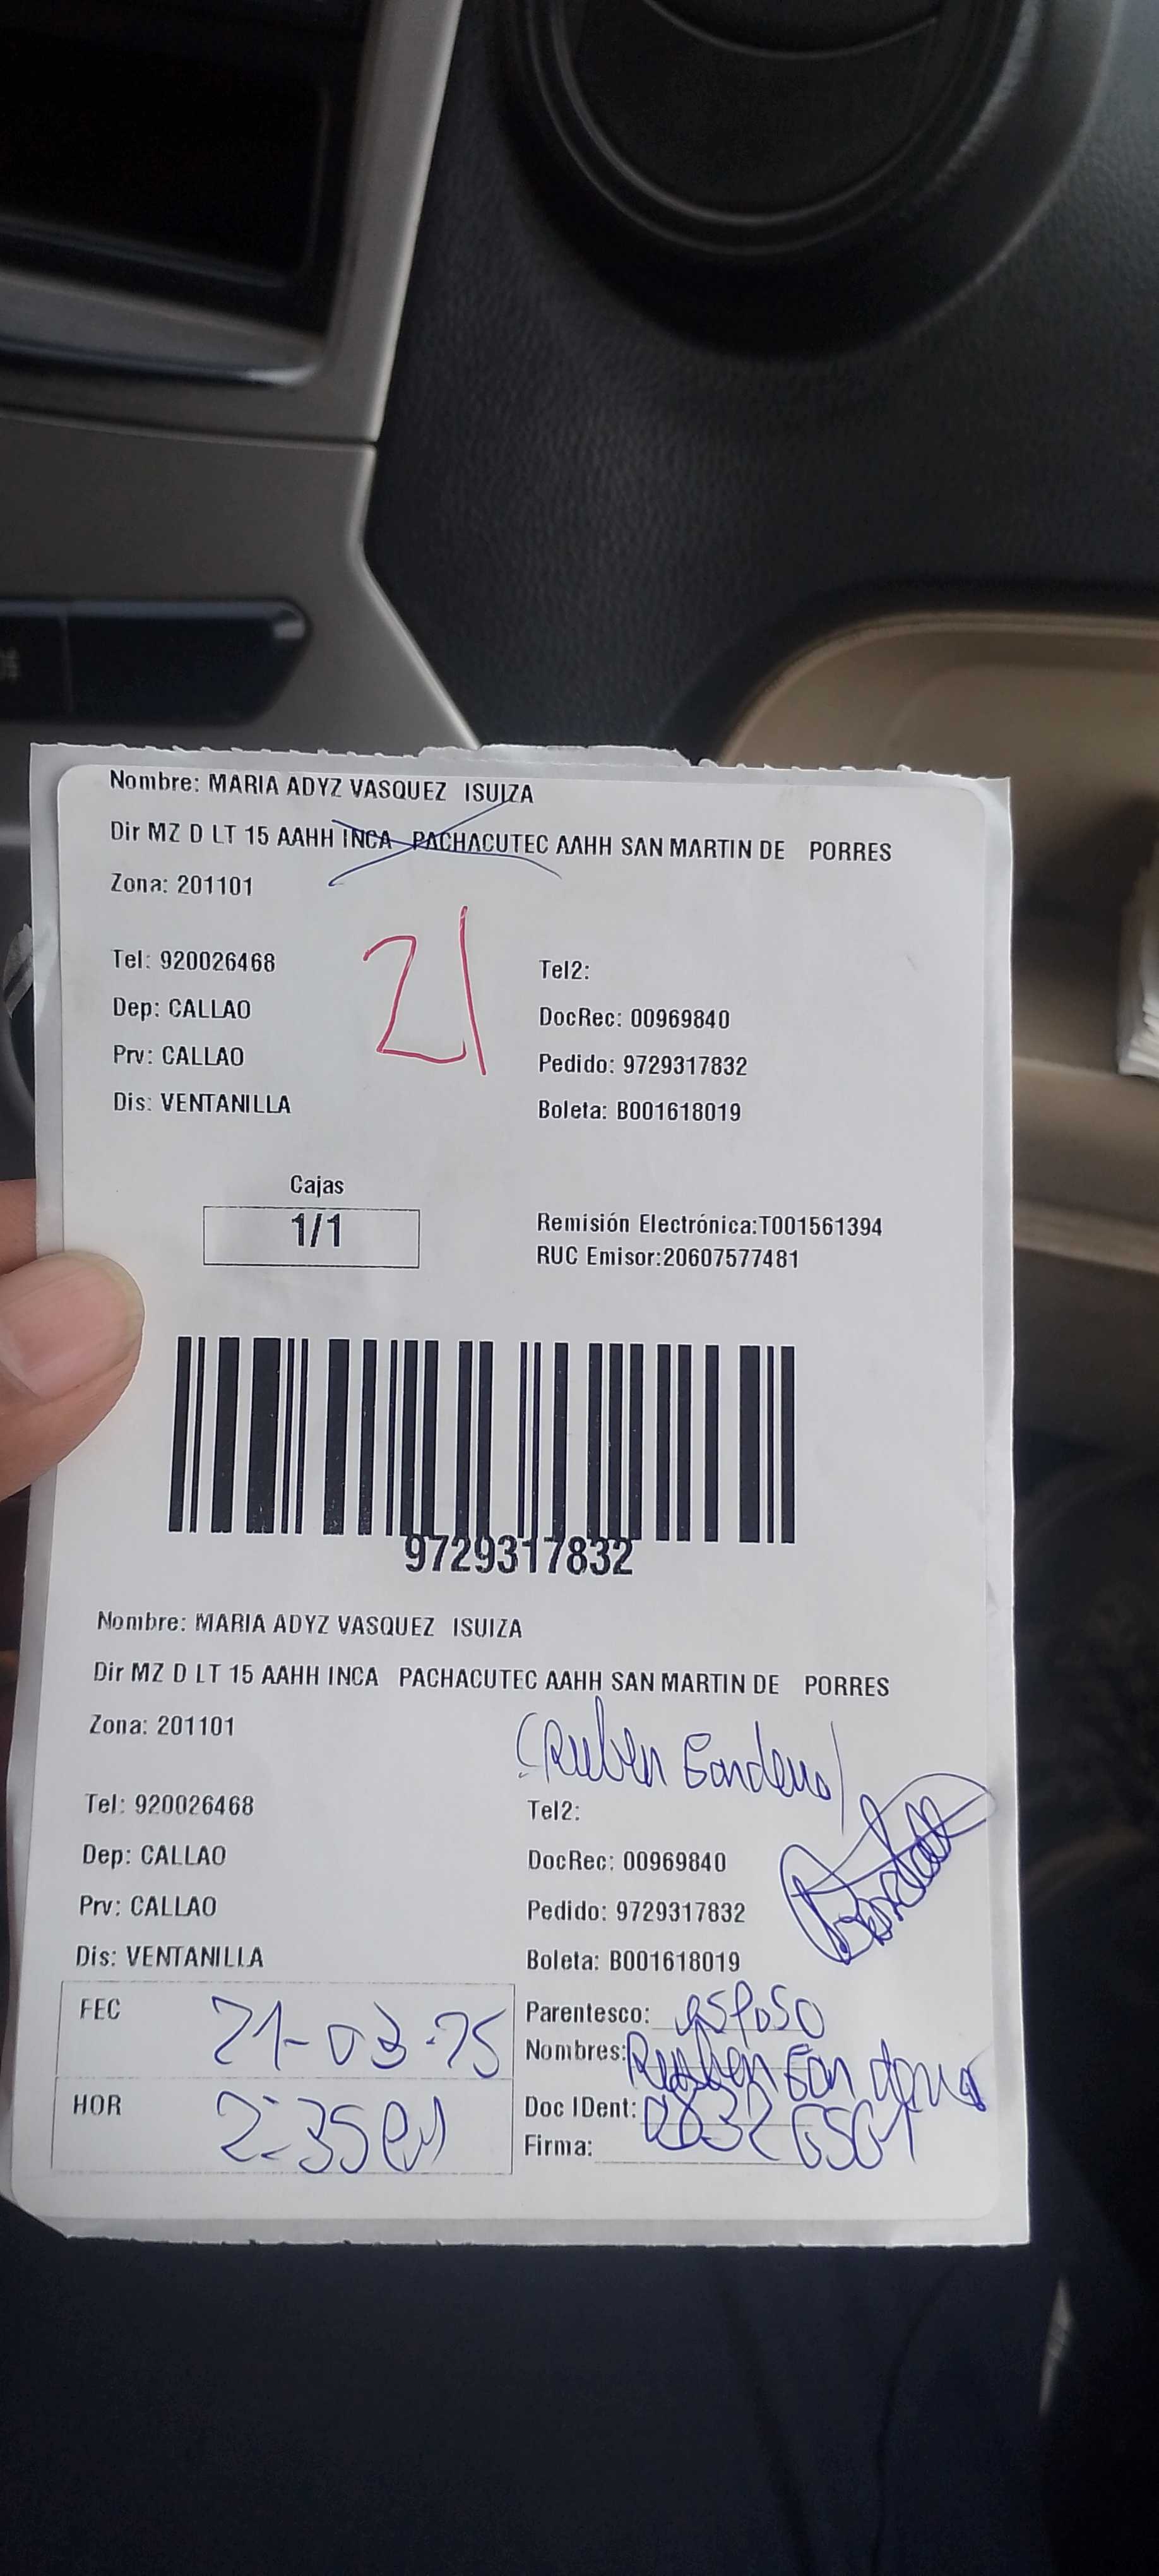 Nombre: MARIA ADYZ VASQUEZ ISUIZA
Dir MZ D LT 15 AAHH INCA PACHACUTEC AAHH SAN MARTIN DE PORRES
Zona: 201101
21
Tel: 920026468 Tel2:
Dep: CALLAO DocRec: 00969840
Prv: CALLAO Pedido: 9729317832
Dis: VENTANILLA Boleta: B001618019
Cajas
1/1
Remisión Electrónica:T001561394
RUC Emisor:20607577481
9729317832
Nombre: MARIA ADYZ VASQUEZ ISUIZA
Dir MZ D LT 15 AAHH INCA PACHACUTEC AAHH SAN MARTIN DE PORRES
Zona: 201101
Ruben
Tel: 920026468 Tel2:
Dep: CALLAO DocRec: 00969840
Prv: CALLAO Pedido: 9729317832
Dis: VENTANILLA Boleta: B001618019
FEC 21-03-25 Parentesco: esposo
Nombres: Ruben
HOR 2:35 Doc IDent:
Firma: